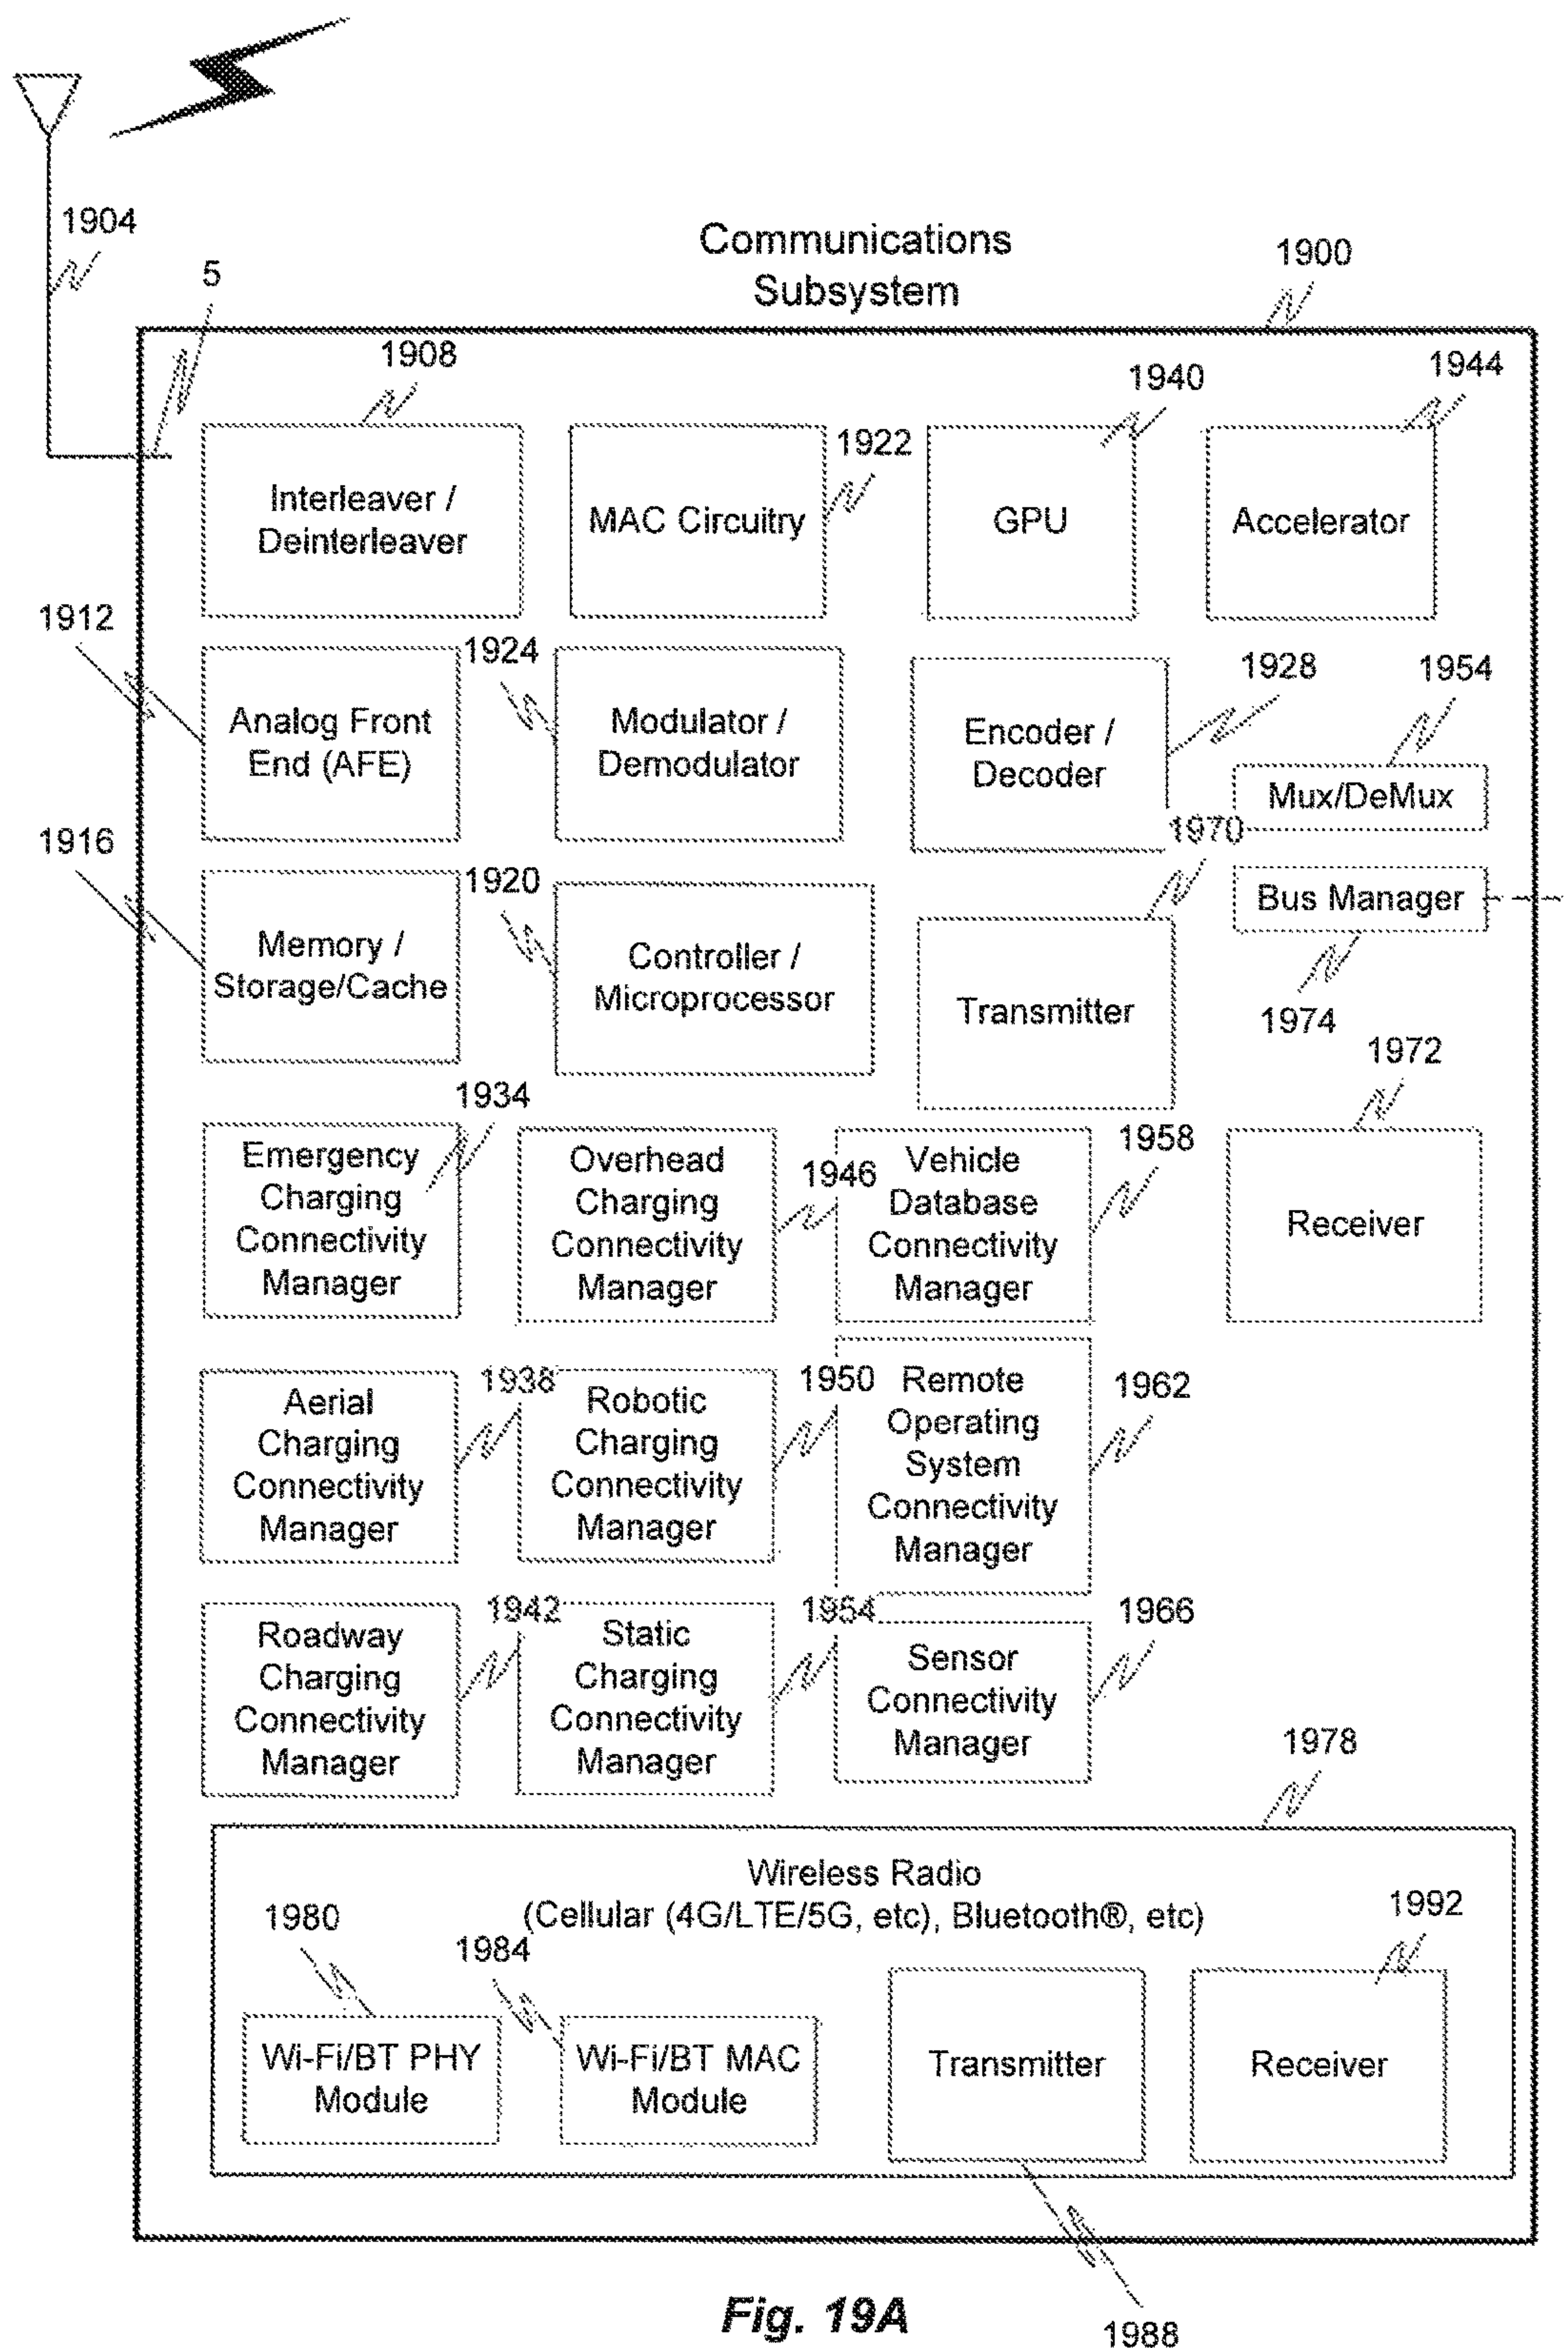 1904
5
Communications
Subsystem
1900
1908
1922
1940
1944
Interleaver /
Deinterleaver
MAC Circuitry
GPU
Accelerator
1912
1924
1928
1954
Analog Front
End (AFE)
Modulator /
Demodulator
Encoder /
Decoder
Mux/DeMux
1916
1920
1970
Bus Manager
1974
Memory /
Storage/Cache
Controller /
Microprocessor
Transmitter
1972
1934
Emergency
Charging
Connectivity
Manager
Overhead
Charging
Connectivity
Manager
1946
Vehicle
Database
Connectivity
Manager
1958
Receiver
Aerial
Charging
Connectivity
Manager
1938
Robotic
Charging
Connectivity
Manager
1950
Remote
Operating
System
Connectivity
Manager
1962
Roadway
Charging
Connectivity
Manager
1942
Static
Charging
Connectivity
Manager
1954
Sensor
Connectivity
Manager
1966
1978
Wireless Radio
(Cellular (4G/LTE/5G, etc), Bluetooth®, etc)
1980
1984
1992
Wi-Fi/BT PHY
Module
Wi-Fi/BT MAC
Module
Transmitter
Receiver
1988
Fig. 19A